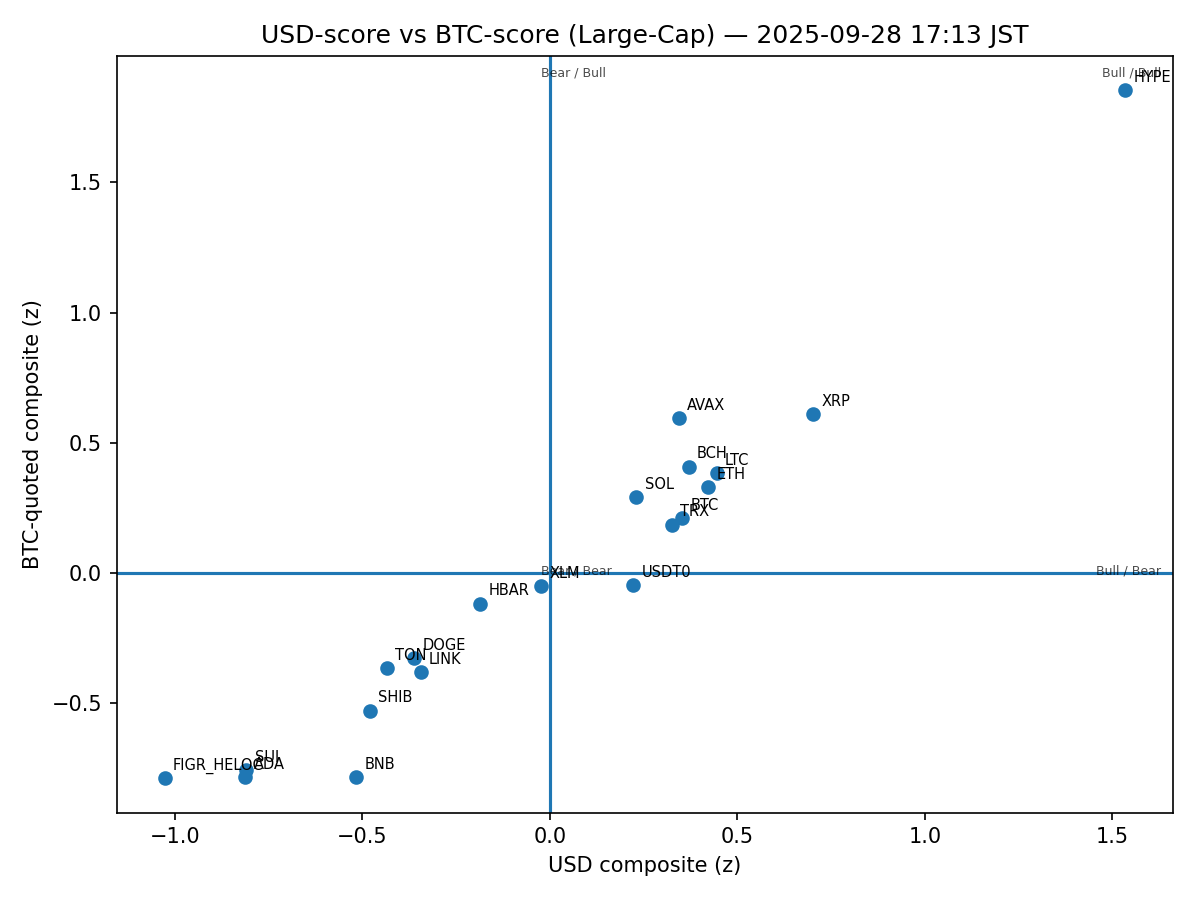 USD-score vs BTC-score (Large-Cap) — 2025-09-28 17:13 JST
Bear / Bull
Bull / Bull
HYPE
1.5
1.0
XRP
AVAX
BCH
LTC
ETH
0.5
SOL
BTC
TRX
0.0
Bear / Bear
XLM
USDT0
Bull / Bear
HBAR
DOGE
TON
LINK
SHIB
−0.5
SUI
FIGR_HELOC
ADA
BNB
−1.0
−0.5
0.0
0.5
1.0
1.5
USD composite (z)
BTC-quoted composite (z)